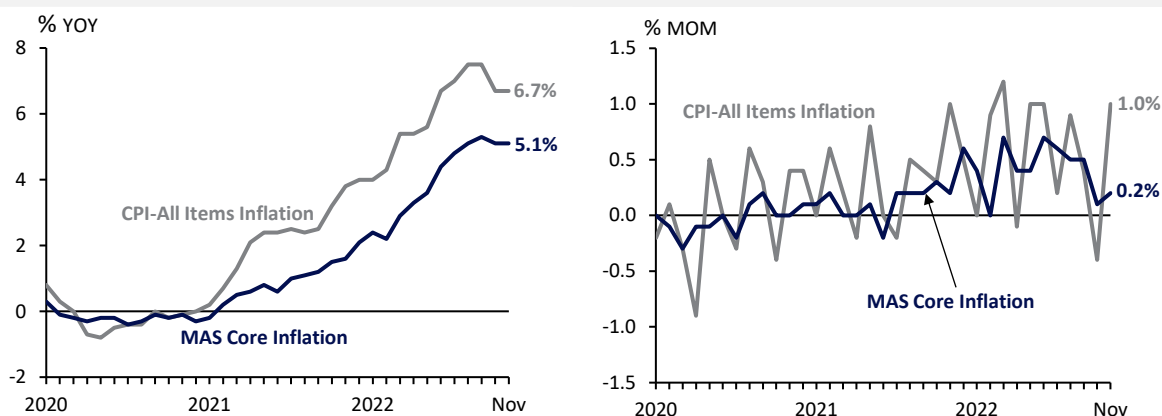 % YOY
8
6
4
2
0
-2
6.7%
5.1%
CPI-All Items Inflation
MAS Core Inflation
2020 2021 2022 Nov
% MOM
1.5
1.0
0.5
0.0
-0.5
-1.0
-1.5
CPI-All Items Inflation
1.0%
0.2%
MAS Core Inflation
2020 2021 2022 Nov